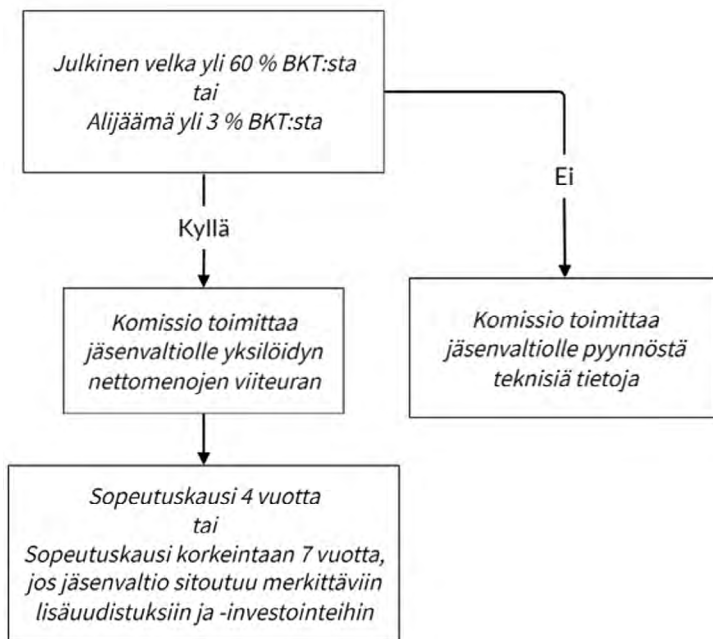 Julkinen velka yli 60 % BKT:sta
tai
Alijäämä yli 3 % BKT:sta
Ei
Kyllä
Komissio toimittaa
jäsenvaltiolle yksilöidyn
nettomenojen viiteuran
Komissio toimittaa
jäsenvaltiolle pyynnöstä
teknisiä tietoja
Sopeutuskausi 4 vuotta
tai
Sopeutuskausi korkeintaan 7 vuotta,
jos jäsenvaltio sitoutuu merkittäviin
lisäuudistuksiin ja -investointeihin